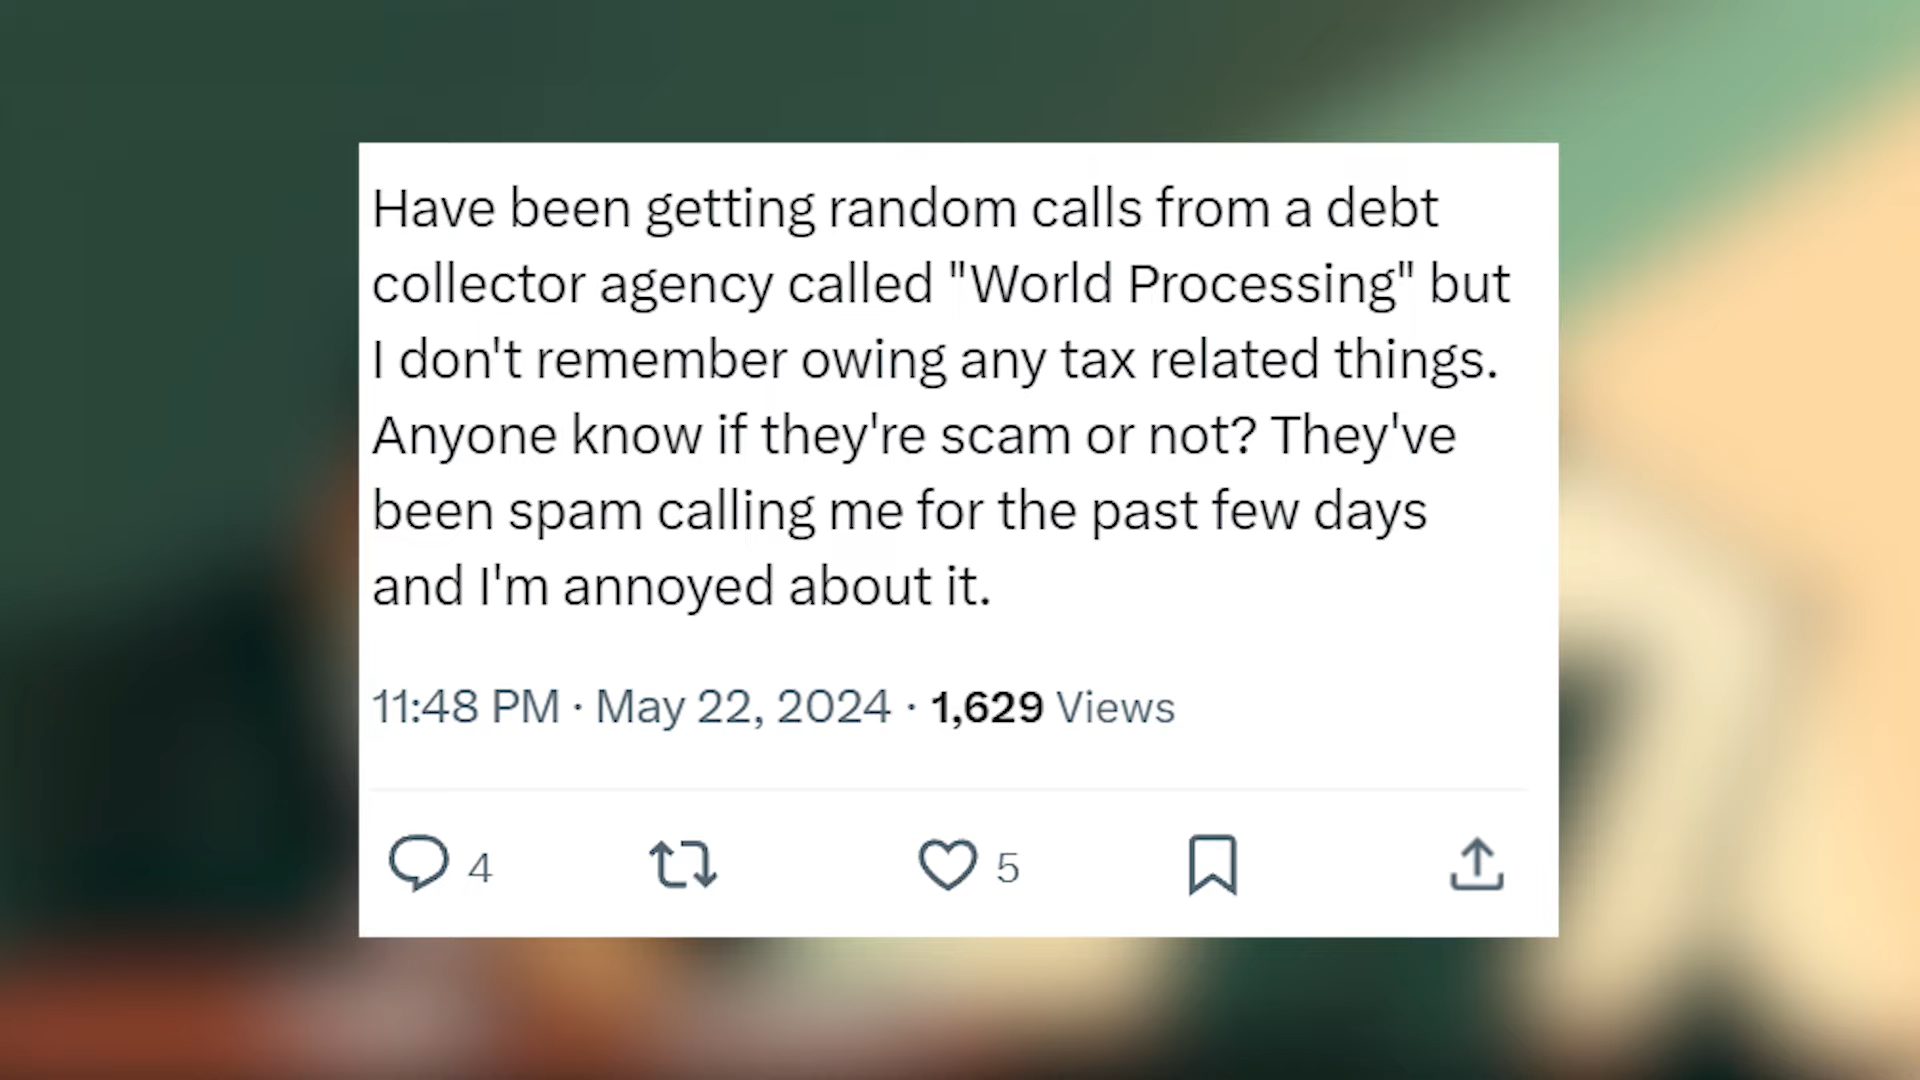 Have been getting random calls from a debt
collector agency called "World Processing" but
I don't remember owing any tax related things.
Anyone know if they're scam or not? They've
been spam calling me for the past few days
and I'm annoyed about it.
11:48 PM · May 22, 2024 · 1,629 Views
4 5